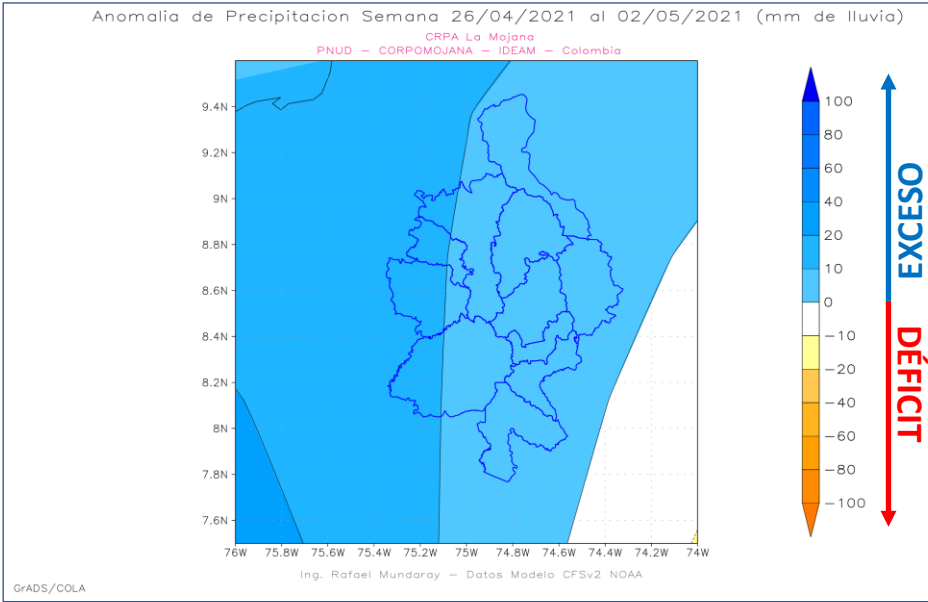 Anomalia de Precipitacion Semana 26/04/2021 al 02/05/2021 (mm de lluvia)
CRPA La Mojana
PNUD – CORPOMOJANA – IDEAM – Colombia
9.4N
9.2N
9N
8.8N
8.6N
8.4N
8.2N
8N
7.8N
7.6N
76W 75.8W 75.6W 75.4W 75.2W 75W 74.8W 74.6W 74.4W 74.2W 74W
100
80
60
40
20
10
0
−10
−20
−40
−60
−80
−100
EXCESO
DÉFICIT
Ing. Rafael Mundaray – Datos Modelo CFSv2 NOAA
GrADS/COLA